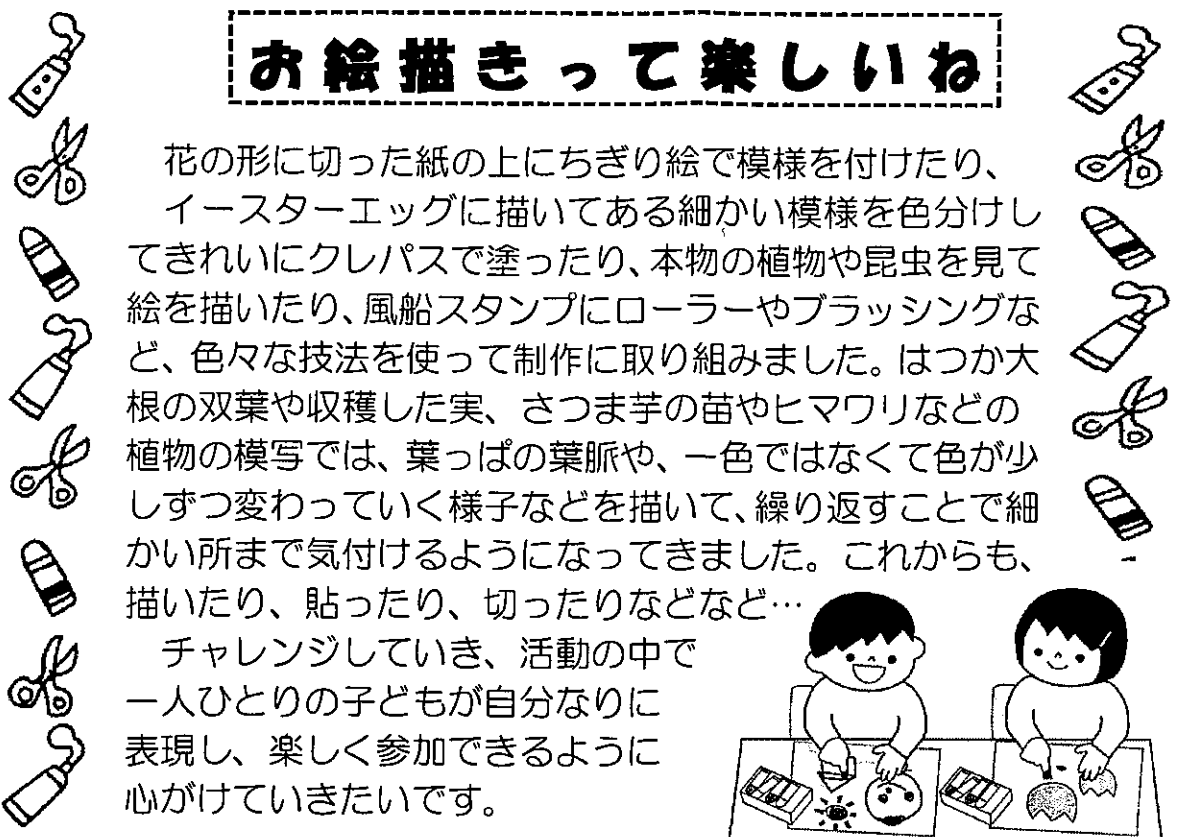 お絵描きって楽しいね
花の形に切った紙の上にちぎり絵で模様を付けたり、
イースターエッグに描いてある細かい模様を色分けし
てきれいにクレパスで塗ったり、本物の植物や昆虫を見て
絵を描いたり、風船スタンプにローラーやブラッシングな
ど、色々な技法を使って制作に取り組みました。はつか大
根の双葉や収穫した実、さつま芋の苗やヒマワリなどの
植物の模写では、葉っぱの葉脈や、一色ではなくて色が少
しずつ変わっていく様子などを描いて、繰り返すことで細
かい所まで気付けるようになってきました。これからも、
描いたり、貼ったり、切ったりなどなど…
チャレンジしていき、活動の中で
一人ひとりの子どもが自分なりに
表現し、楽しく参加できるように
心がけていきたいです。